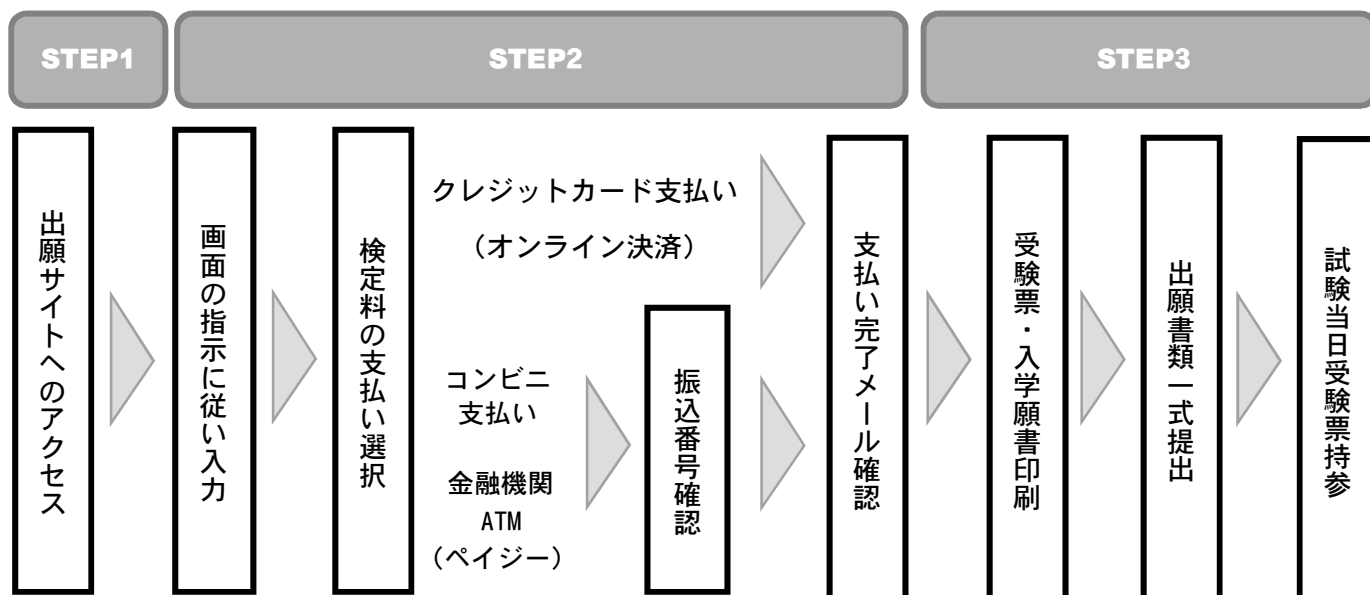 STEP1
STEP2
STEP3
出願サイトへのアクセス
画面の指示に従い入力
検定料の支払い選択
クレジットカード支払い
（オンライン決済）
コンビニ
支払い
金融機関
ATM
（ペイジー）
振込番号確認
支払い完了メール確認
受験票・入学願書印刷
出願書類一式提出
試験当日受験票持参